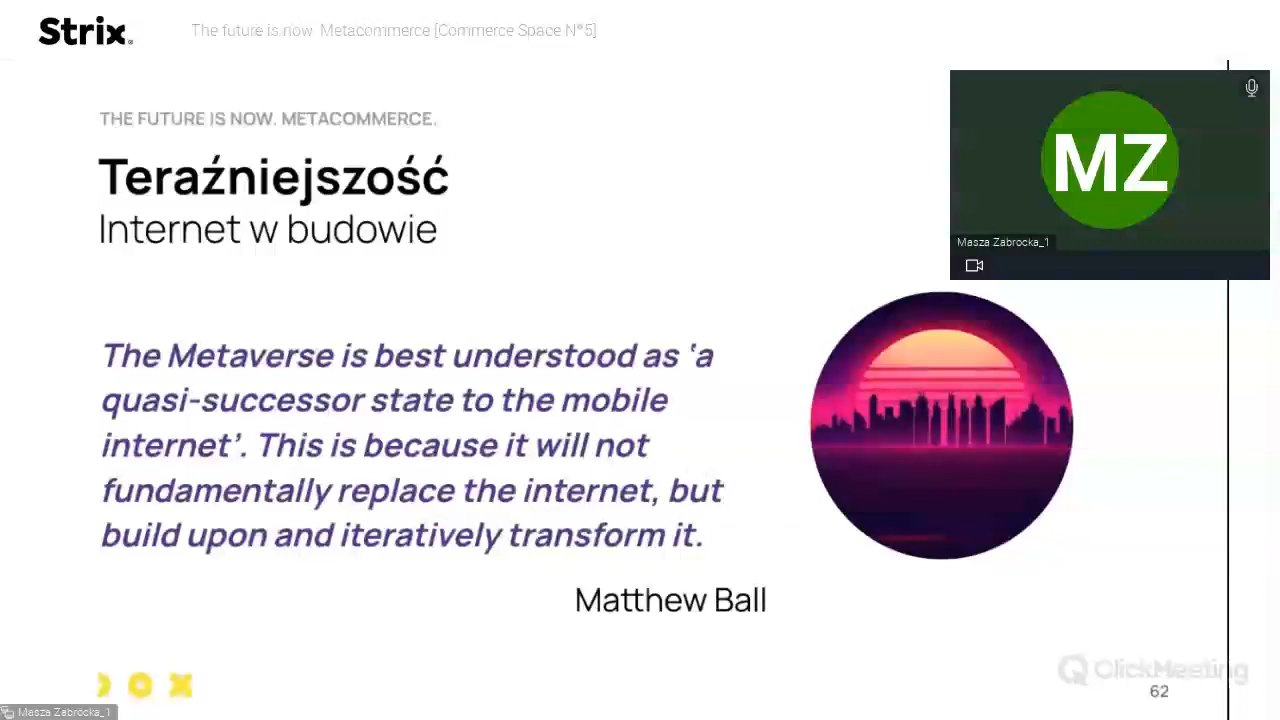 Strix
The future is now. Metacommerce [Commerce Space N°5]
THE FUTURE IS NOW. METACOMMERCE.
Teraźniejszość
Internet w budowie
MZ
Masza Zabrocka_1
The Metaverse is best understood as ‘a
quasi-successor state to the mobile
internet’. This is because it will not
fundamentally replace the internet, but
build upon and iteratively transform it.
Matthew Ball
ClickMeeting
62
Masza Zabrocka_1